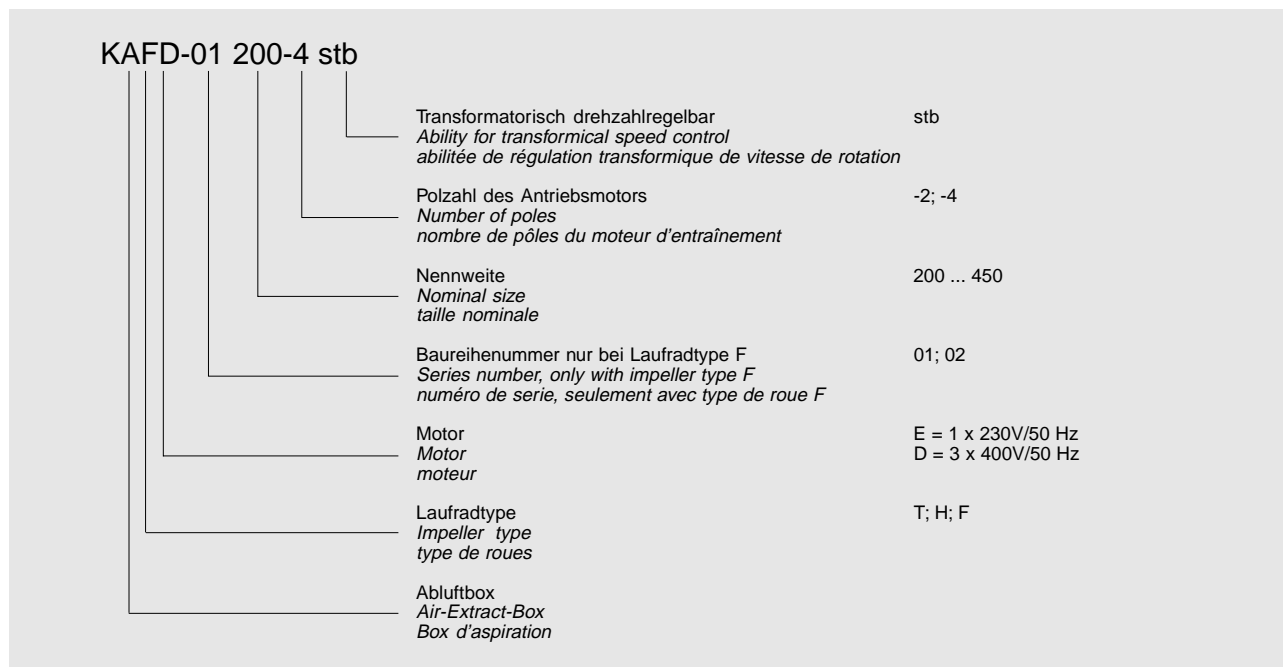 KAFD-01 200-4 stb
Transformatorisch drehzahlregelbar stb
Ability for transformical speed control
abilitée de régulation transformique de vitesse de rotation
Polzahl des Antriebsmotors -2; -4
Number of poles
nombre de pôles du moteur d'entraînement
Nennweite 200 ... 450
Nominal size
taille nominale
Baureihenummer nur bei Laufradtype F 01; 02
Series number, only with impeller type F
numéro de serie, seulement avec type de roue F
Motor E = 1 x 230V/50 Hz
Motor D = 3 x 400V/50 Hz
moteur
Laufradtype T; H; F
Impeller type
type de roues
Abluftbox
Air-Extract-Box
Box d'aspiration